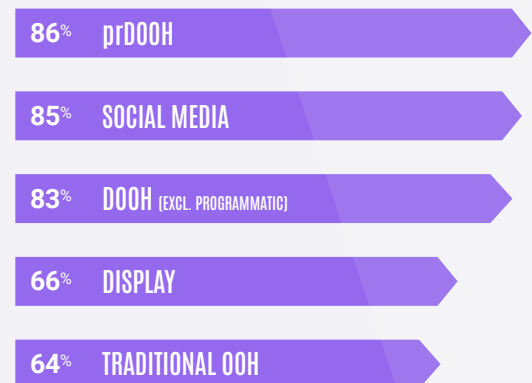 86% prDOOH
85% SOCIAL MEDIA
83% DOOH (EXCL. PROGRAMMATIC)
66% DISPLAY
64% TRADITIONAL OOH